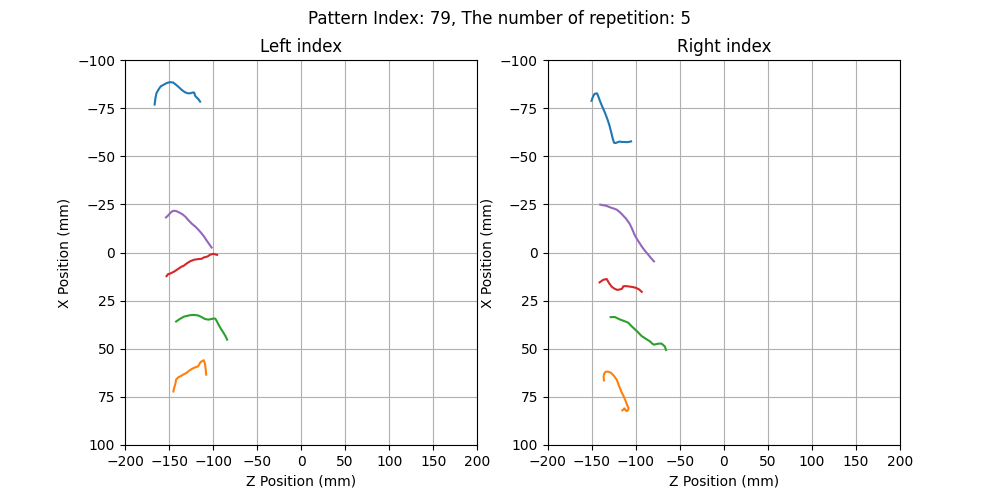 Pattern Index: 79, The number of repetition: 5
Left index
Right index
−100
−75
−50
−25
0
25
50
75
100
−200 −150 −100 −50 0 50 100 150 200
X Position (mm)
Z Position (mm)
−100
−75
−50
−25
0
25
50
75
100
−200 −150 −100 −50 0 50 100 150 200
X Position (mm)
Z Position (mm)